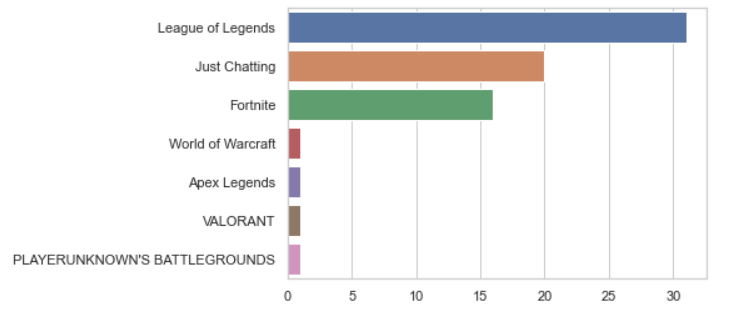 League of Legends
Just Chatting
Fortnite
World of Warcraft
Apex Legends
VALORANT
PLAYERUNKNOWN'S BATTLEGROUNDS
0 5 10 15 20 25 30